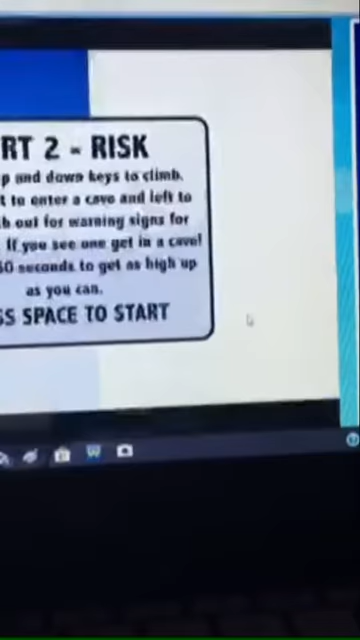 RT 2 - RISK
p and down keys to climb.
t to enter a cave and left to
h out for warning signs for
If you see one get in a cave!
60 seconds to get as high up
as you can.
SS SPACE TO START